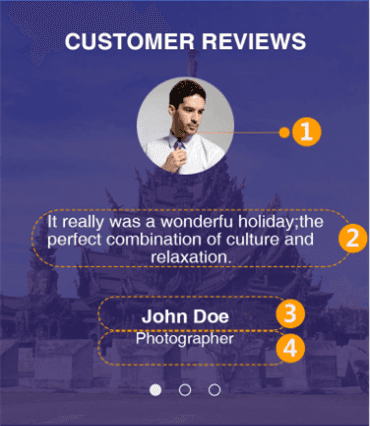 CUSTOMER REVIEWS
1
It really was a wonderfu holiday;the
perfect combination of culture and
relaxation.
2
John Doe
3
Photographer
4